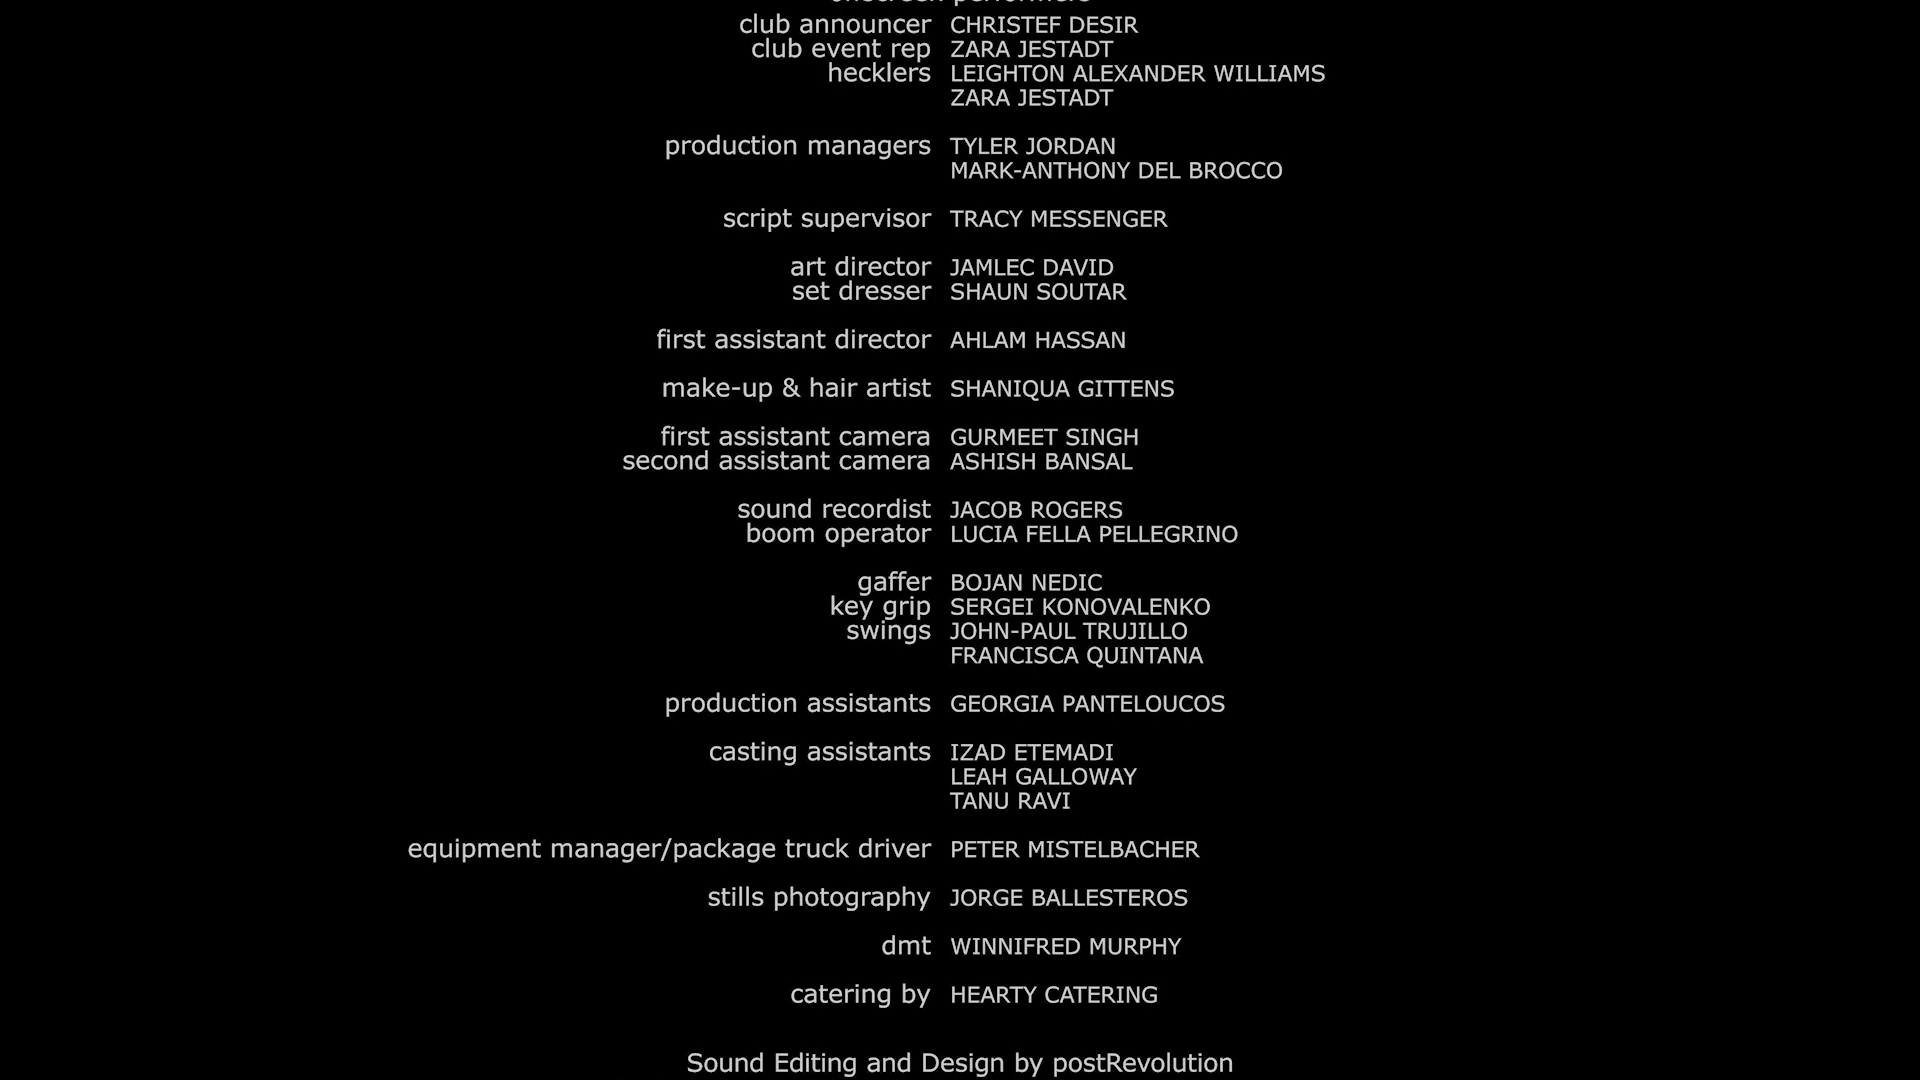 performers
club announcer CHRISTEF DESIR
club event rep ZARA JESTADT
hecklers LEIGHTON ALEXANDER WILLIAMS
ZARA JESTADT
production managers TYLER JORDAN
MARK-ANTHONY DEL BROCCO
script supervisor TRACY MESSENGER
art director JAMLEC DAVID
set dresser SHAUN SOUTAR
first assistant director AHLAM HASSAN
make-up & hair artist SHANIQUA GITTENS
first assistant camera GURMEET SINGH
second assistant camera ASHISH BANSAL
sound recordist JACOB ROGERS
boom operator LUCIA FELLA PELLEGRINO
gaffer BOJAN NEDIC
key grip SERGEI KONOVALENKO
swings JOHN-PAUL TRUJILLO
FRANCISCA QUINTANA
production assistants GEORGIA PANTELOUCOS
casting assistants IZAD ETEMADI
LEAH GALLOWAY
TANU RAVI
equipment manager/package truck driver PETER MISTELBACHER
stills photography JORGE BALLESTEROS
dmt WINNIFRED MURPHY
catering by HEARTY CATERING
Sound Editing and Design by postRevolution